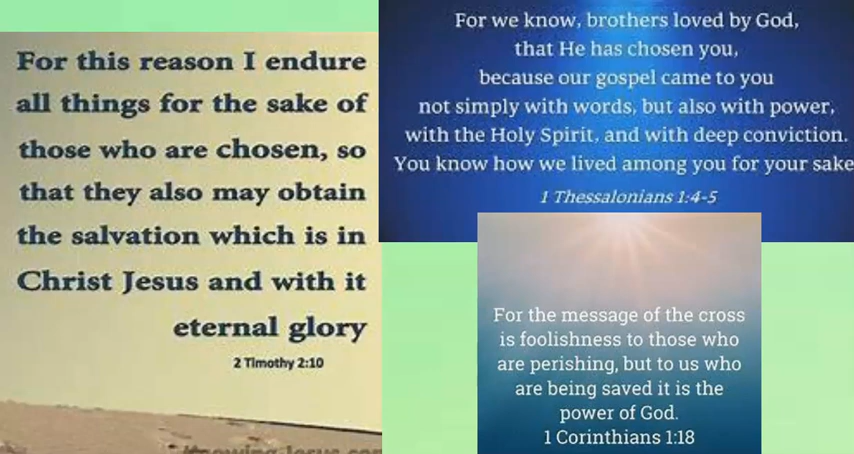 For this reason I endure
all things for the sake of
those who are chosen, so
that they also may obtain
the salvation which is in
Christ Jesus and with it
eternal glory
2 Timothy 2:10
For we know, brothers loved by God,
that He has chosen you,
because our gospel came to you
not simply with words, but also with power,
with the Holy Spirit, and with deep conviction.
You know how we lived among you for your sake
1 Thessalonians 1:4-5
For the message of the cross
is foolishness to those who
are perishing, but to us who
are being saved it is the
power of God.
1 Corinthians 1:18